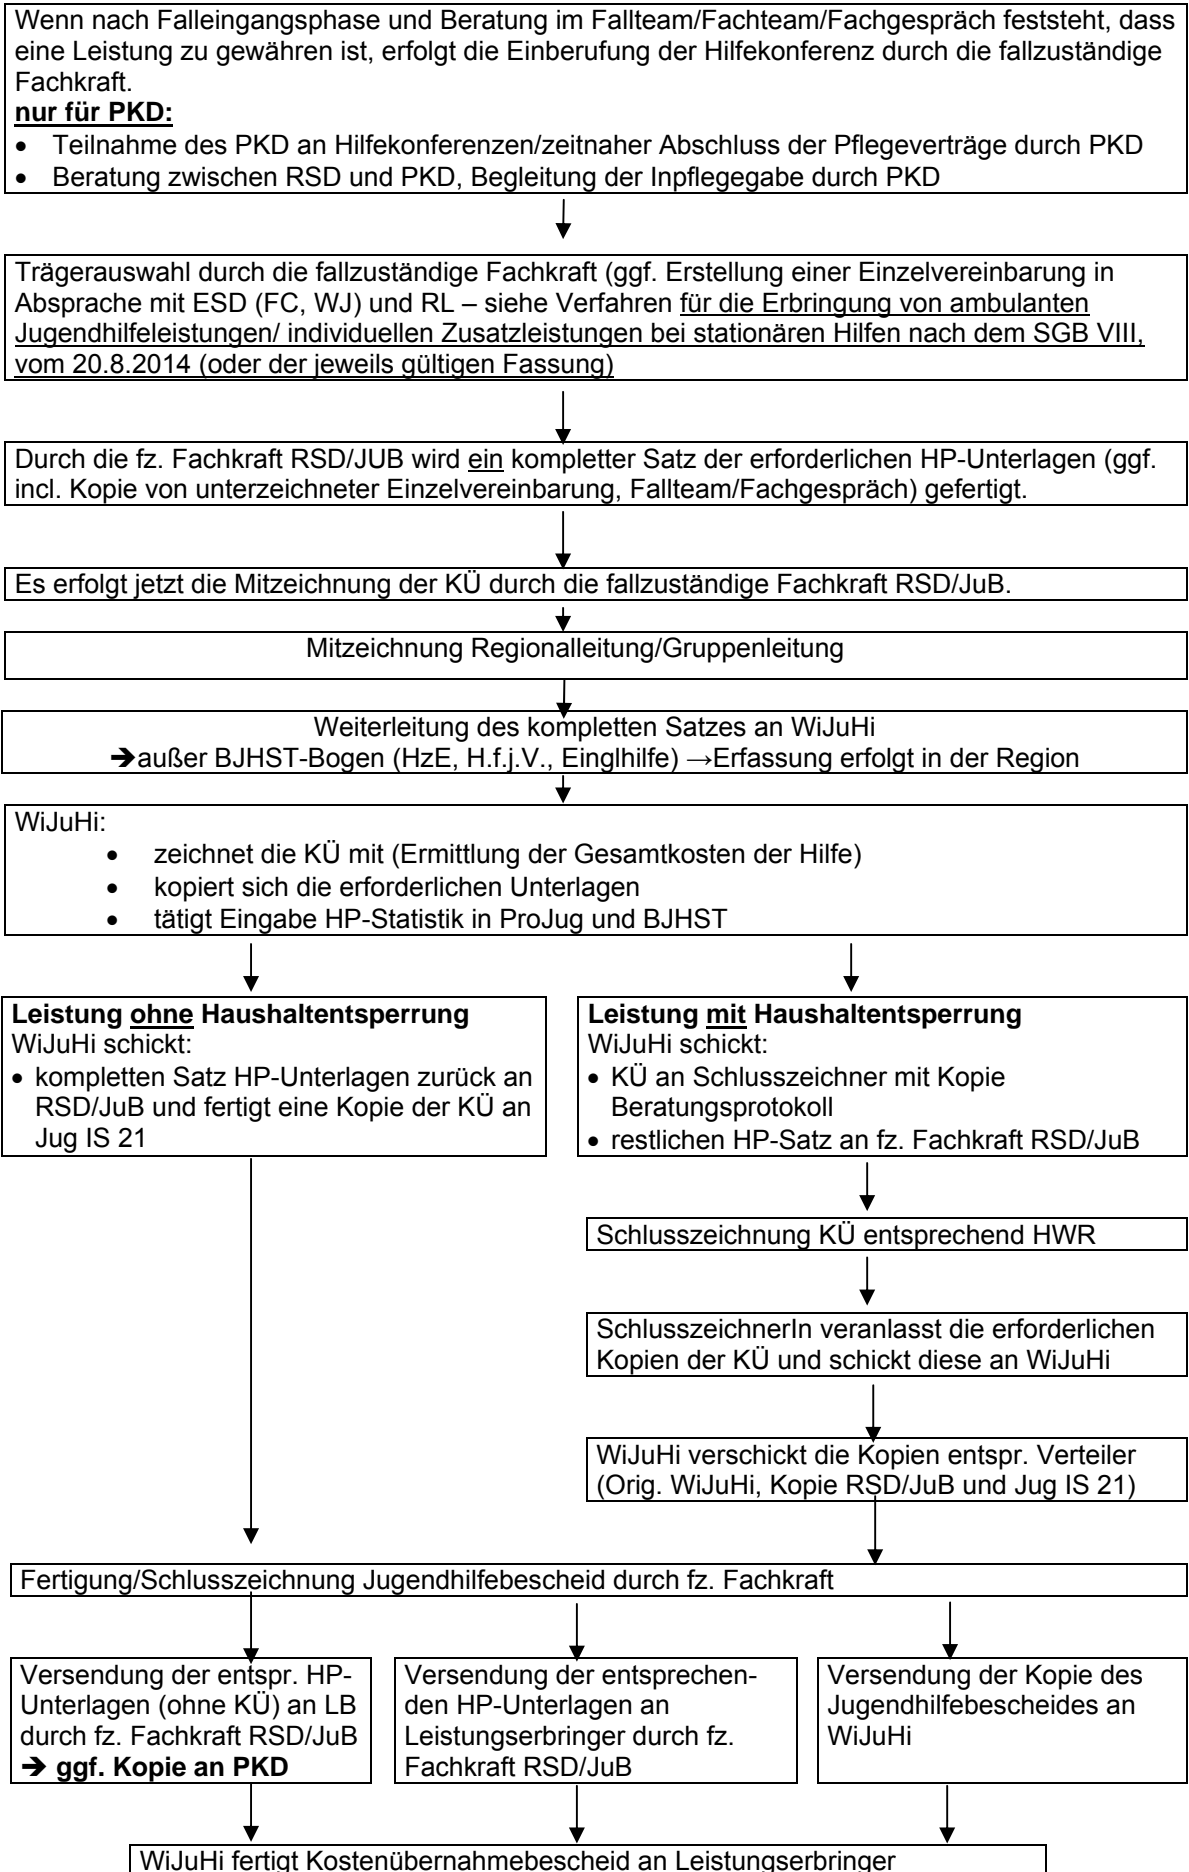 Wenn nach Falleingangsphase und Beratung im Fallteam/Fachteam/Fachgespräch feststeht, dass
eine Leistung zu gewähren ist, erfolgt die Einberufung der Hilfekonferenz durch die fallzuständige
Fachkraft.
nur für PKD:
• Teilnahme des PKD an Hilfekonferenzen/zeitnaher Abschluss der Pflegeverträge durch PKD
• Beratung zwischen RSD und PKD, Begleitung der Inpflegegabe durch PKD
Trägerauswahl durch die fallzuständige Fachkraft (ggf. Erstellung einer Einzelvereinbarung in
Absprache mit ESD (FC, WJ) und RL – siehe Verfahren für die Erbringung von ambulanten
Jugendhilfeleistungen/ individuellen Zusatzleistungen bei stationären Hilfen nach dem SGB VIII,
vom 20.8.2014 (oder der jeweils gültigen Fassung)
Durch die fz. Fachkraft RSD/JUB wird ein kompletter Satz der erforderlichen HP-Unterlagen (ggf.
incl. Kopie von unterzeichneter Einzelvereinbarung, Fallteam/Fachgespräch) gefertigt.
Es erfolgt jetzt die Mitzeichnung der KÜ durch die fallzuständige Fachkraft RSD/JuB.
Mitzeichnung Regionalleitung/Gruppenleitung
Weiterleitung des kompletten Satzes an WiJuHi
➔außer BJHST-Bogen (HzE, H.f.j.V., Einglhilfe) →Erfassung erfolgt in der Region
WiJuHi:
• zeichnet die KÜ mit (Ermittlung der Gesamtkosten der Hilfe)
• kopiert sich die erforderlichen Unterlagen
• tätigt Eingabe HP-Statistik in ProJug und BJHST
Leistung ohne Haushaltentsperrung
WiJuHi schickt:
• kompletten Satz HP-Unterlagen zurück an
RSD/JuB und fertigt eine Kopie der KÜ an
Jug IS 21
Leistung mit Haushaltentsperrung
WiJuHi schickt:
• KÜ an Schlusszeichner mit Kopie
Beratungsprotokoll
• restlichen HP-Satz an fz. Fachkraft RSD/JuB
Schlusszeichnung KÜ entsprechend HWR
SchlusszeichnerIn veranlasst die erforderlichen
Kopien der KÜ und schickt diese an WiJuHi
WiJuHi verschickt die Kopien entspr. Verteiler
(Orig. WiJuHi, Kopie RSD/JuB und Jug IS 21)
Fertigung/Schlusszeichnung Jugendhilfebescheid durch fz. Fachkraft
Versendung der entspr. HP-
Unterlagen (ohne KÜ) an LB
durch fz. Fachkraft RSD/JuB
➔ ggf. Kopie an PKD
Versendung der entsprechen-
den HP-Unterlagen an
Leistungserbringer durch fz.
Fachkraft RSD/JuB
Versendung der Kopie des
Jugendhilfebescheides an
WiJuHi
WiJuHi fertigt Kostenübernahmebescheid an Leistungserbringer